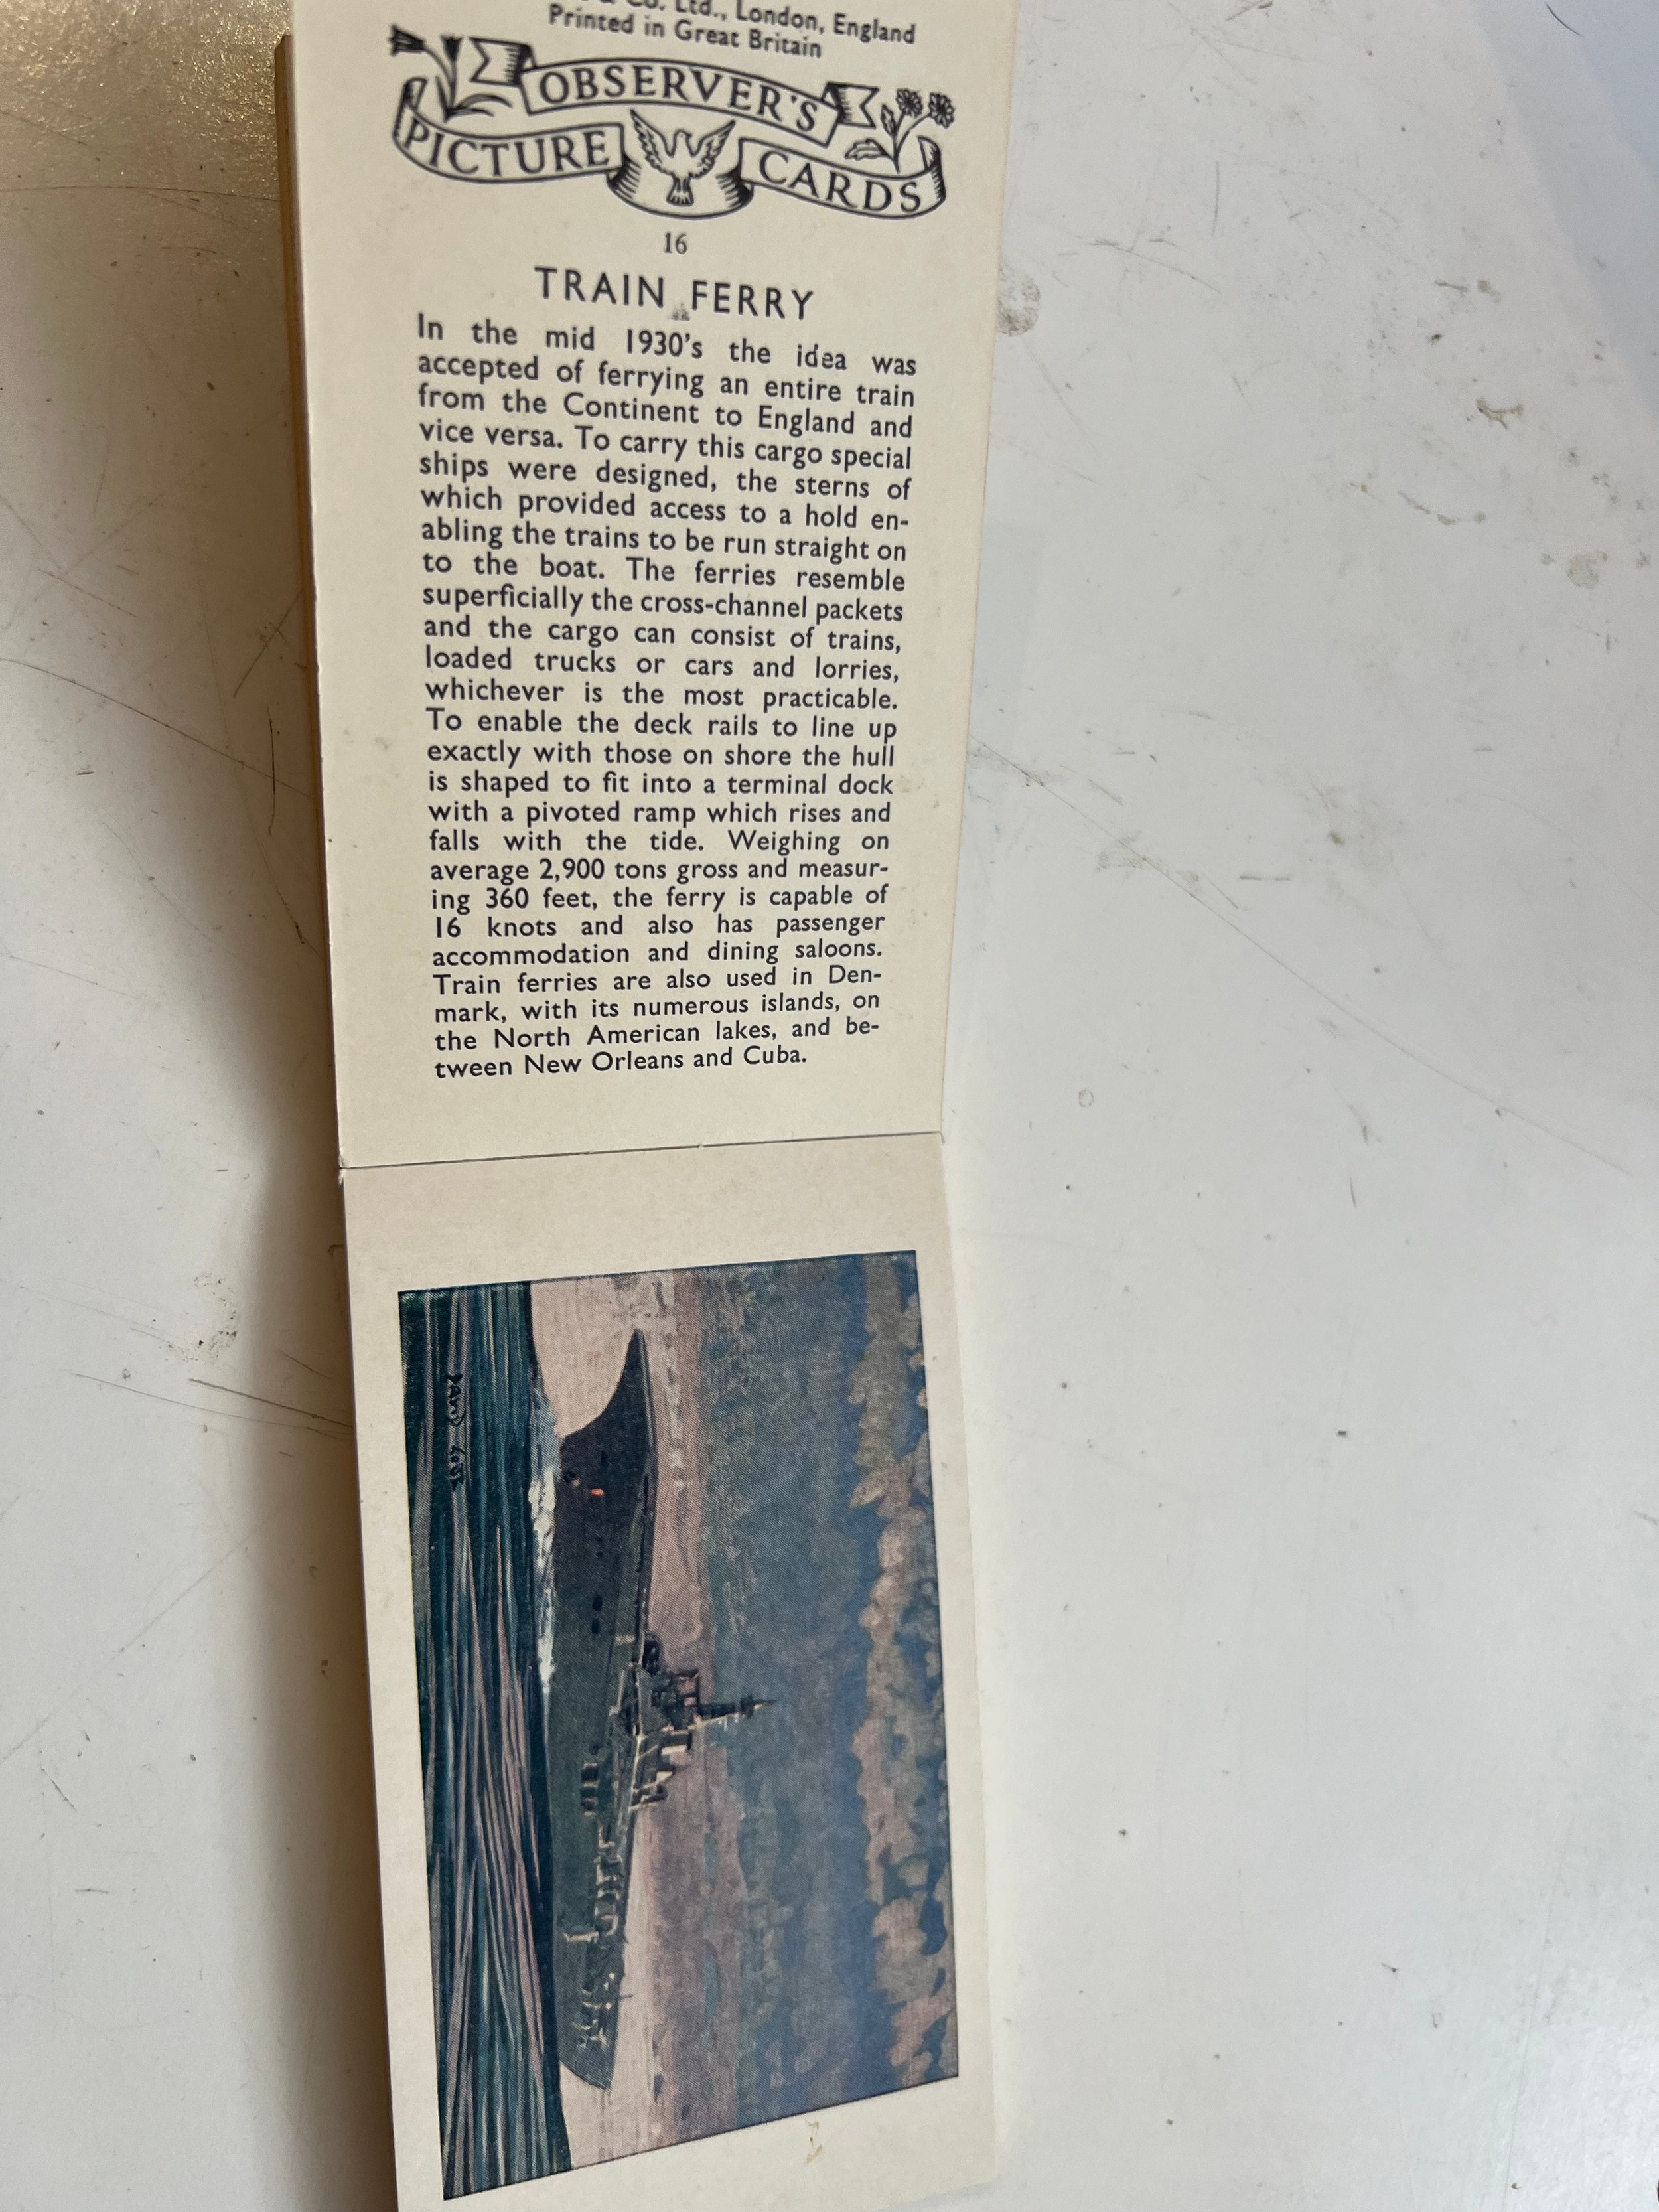 Co. Ltd., London, England
Printed in Great Britain
OBSERVER'S
PICTURE CARDS
16
TRAIN FERRY
In the mid 1930's the idea was
accepted of ferrying an entire train
from the Continent to England and
vice versa. To carry this cargo special
ships were designed, the sterns of
which provided access to a hold en-
abling the trains to be run straight on
to the boat. The ferries resemble
superficially the cross-channel packets
and the cargo can consist of trains,
loaded trucks or cars and lorries,
whichever is the most practicable.
To enable the deck rails to line up
exactly with those on shore the hull
is shaped to fit into a terminal dock
with a pivoted ramp which rises and
falls with the tide. Weighing on
average 2,900 tons gross and measur-
ing 360 feet, the ferry is capable of
16 knots and also has passenger
accommodation and dining saloons.
Train ferries are also used in Den-
mark, with its numerous islands, on
the North American lakes, and be-
tween New Orleans and Cuba.
DAVID